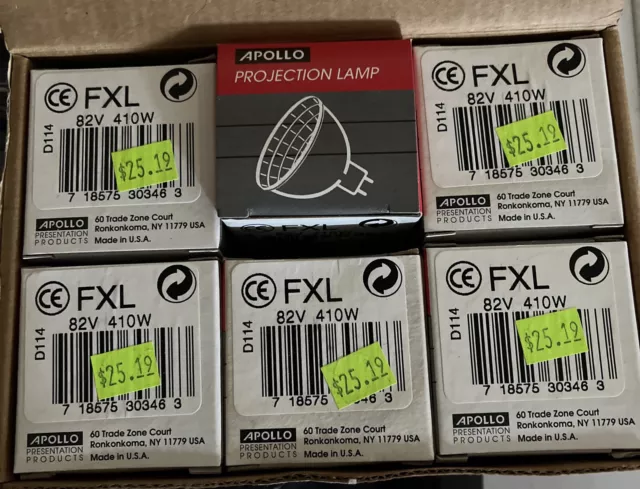 CE FXL
82V 410W
D114
$25.12
7 18575 30346 3
APOLLO
PRESENTATION
PRODUCTS
60 Trade Zone Court
Ronkonkoma, NY 11779 USA
Made in U.S.A.
APOLLO
PROJECTION LAMP
FXL
CE FXL
82V 410W
D114
$25.12
7 18575 30346 3
APOLLO
PRESENTATION
PRODUCTS
60 Trade Zone Court
Ronkonkoma, NY 11779 USA
Made in U.S.A.
CE FXL
82V 410W
D114
$25.12
7 18575 30346 3
APOLLO
PRESENTATION
PRODUCTS
60 Trade Zone Court
Ronkonkoma, NY 11779 USA
Made in U.S.A.
CE FXL
82V 410W
D114
$25.12
7 18575 30346 3
APOLLO
PRESENTATION
PRODUCTS
60 Trade Zone Court
Ronkonkoma, NY 11779 USA
Made in U.S.A.
CE FXL
82V 410W
D114
$25.12
7 18575 30346 3
APOLLO
PRESENTATION
PRODUCTS
60 Trade Zone Court
Ronkonkoma, NY 11779 USA
Made in U.S.A.